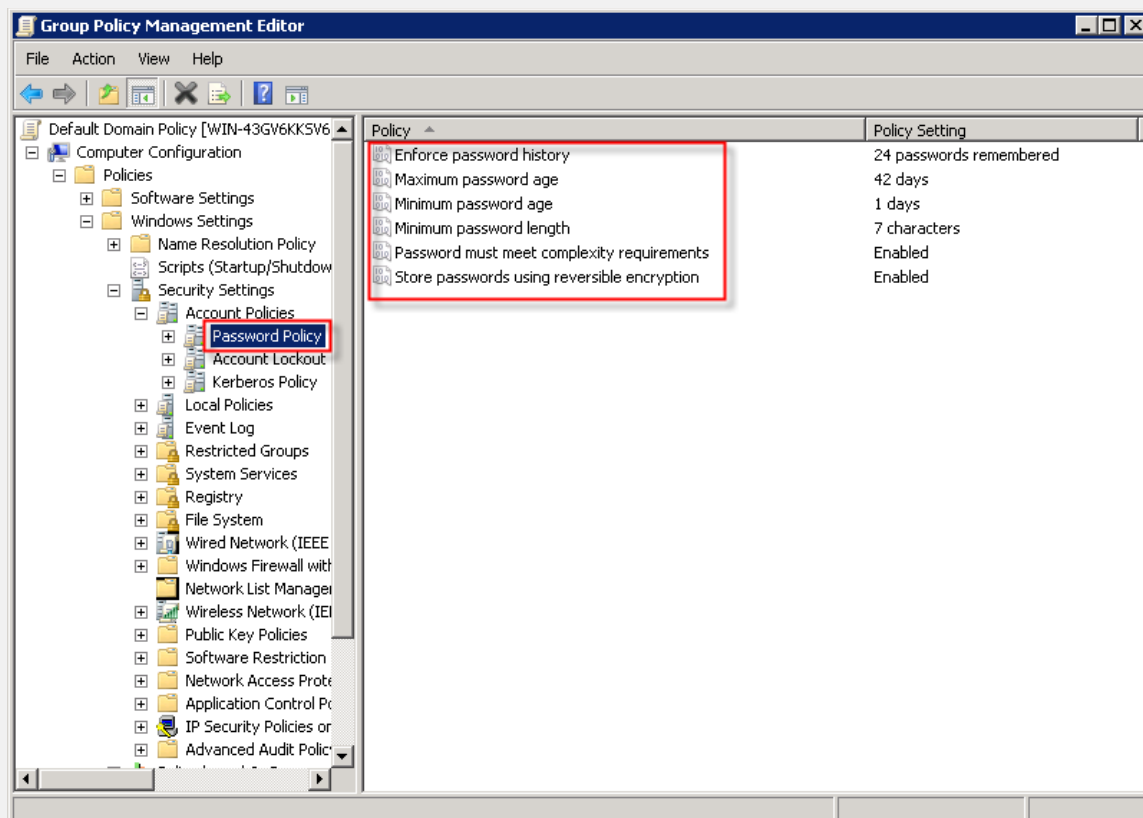 Group Policy Management Editor
File Action View Help
Default Domain Policy [WIN-43GV6KKSV6
Computer Configuration
Policies
Software Settings
Windows Settings
Name Resolution Policy
Scripts (Startup/Shutdow
Security Settings
Account Policies
Password Policy
Account Lockout
Kerberos Policy
Local Policies
Event Log
Restricted Groups
System Services
Registry
File System
Wired Network (IEEE
Windows Firewall with
Network List Manager
Wireless Network (IEE
Public Key Policies
Software Restriction
Network Access Prote
Application Control Po
IP Security Policies on
Advanced Audit Policy
Policy Policy Setting
Enforce password history 24 passwords remembered
Maximum password age 42 days
Minimum password age 1 days
Minimum password length 7 characters
Password must meet complexity requirements Enabled
Store passwords using reversible encryption Enabled